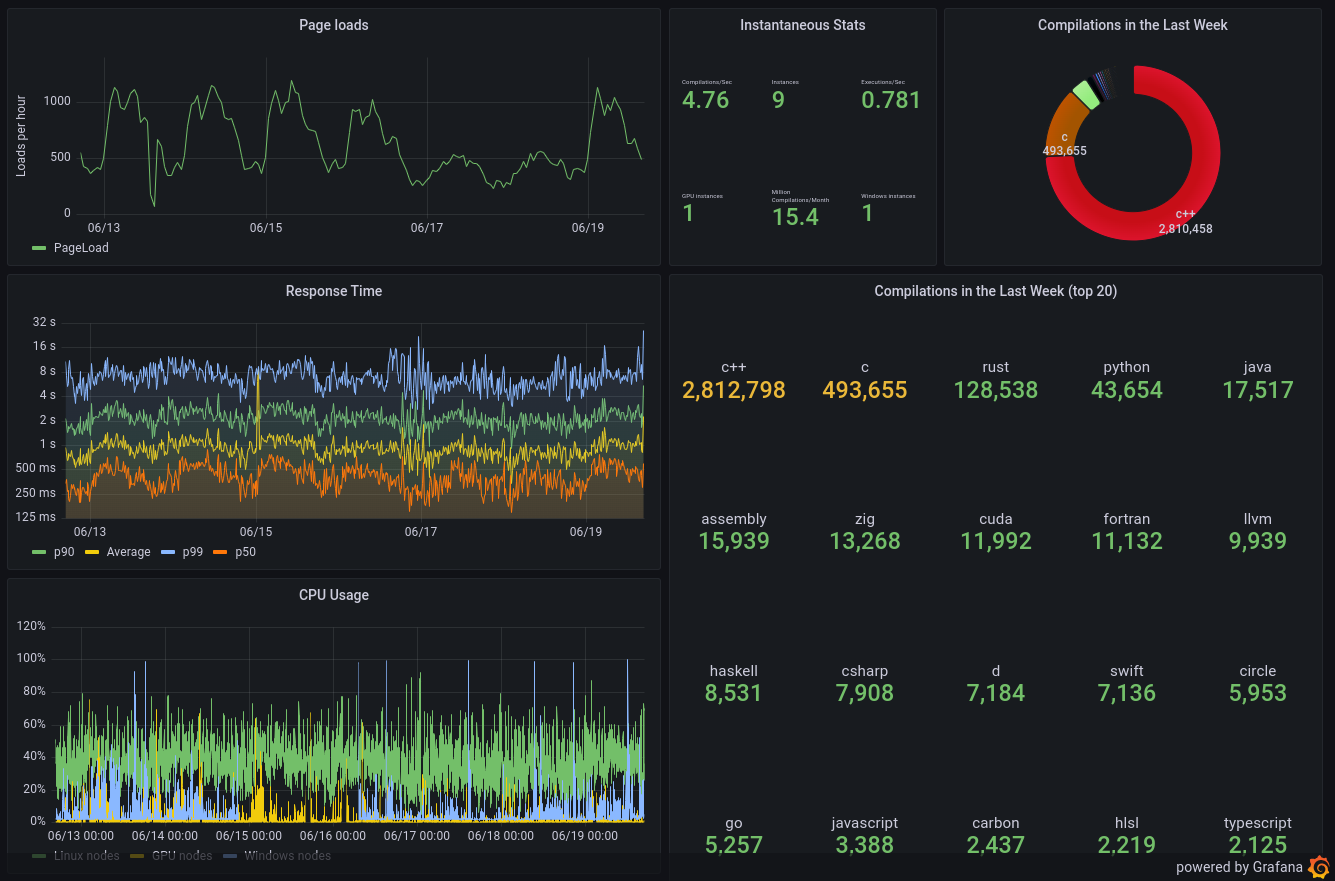 Page loads
Loads per hour
1000
500
0
06/13 06/15 06/17 06/19
PageLoad
Instantaneous Stats
Compilations/Sec Instances Executions/Sec
4.76 9 0.781
GPU instances Million Compilations/Month Windows instances
1 15.4 1
Compilations in the Last Week
c
493,655
c++
2,810,458
Response Time
32 s
16 s
8 s
4 s
2 s
1 s
500 ms
250 ms
125 ms
06/13 06/15 06/17 06/19
p90 Average p99 p50
CPU Usage
120%
100%
80%
60%
40%
20%
0%
06/13 00:00 06/14 00:00 06/15 00:00 06/16 00:00 06/17 00:00 06/18 00:00 06/19 00:00
Linux nodes GPU nodes Windows nodes
Compilations in the Last Week (top 20)
c++ c rust python java
2,812,798 493,655 128,538 43,654 17,517
assembly zig cuda fortran llvm
15,939 13,268 11,992 11,132 9,939
haskell csharp d swift circle
8,531 7,908 7,184 7,136 5,953
go javascript carbon hlsl typescript
5,257 3,388 2,437 2,219 2,125
powered by Grafana